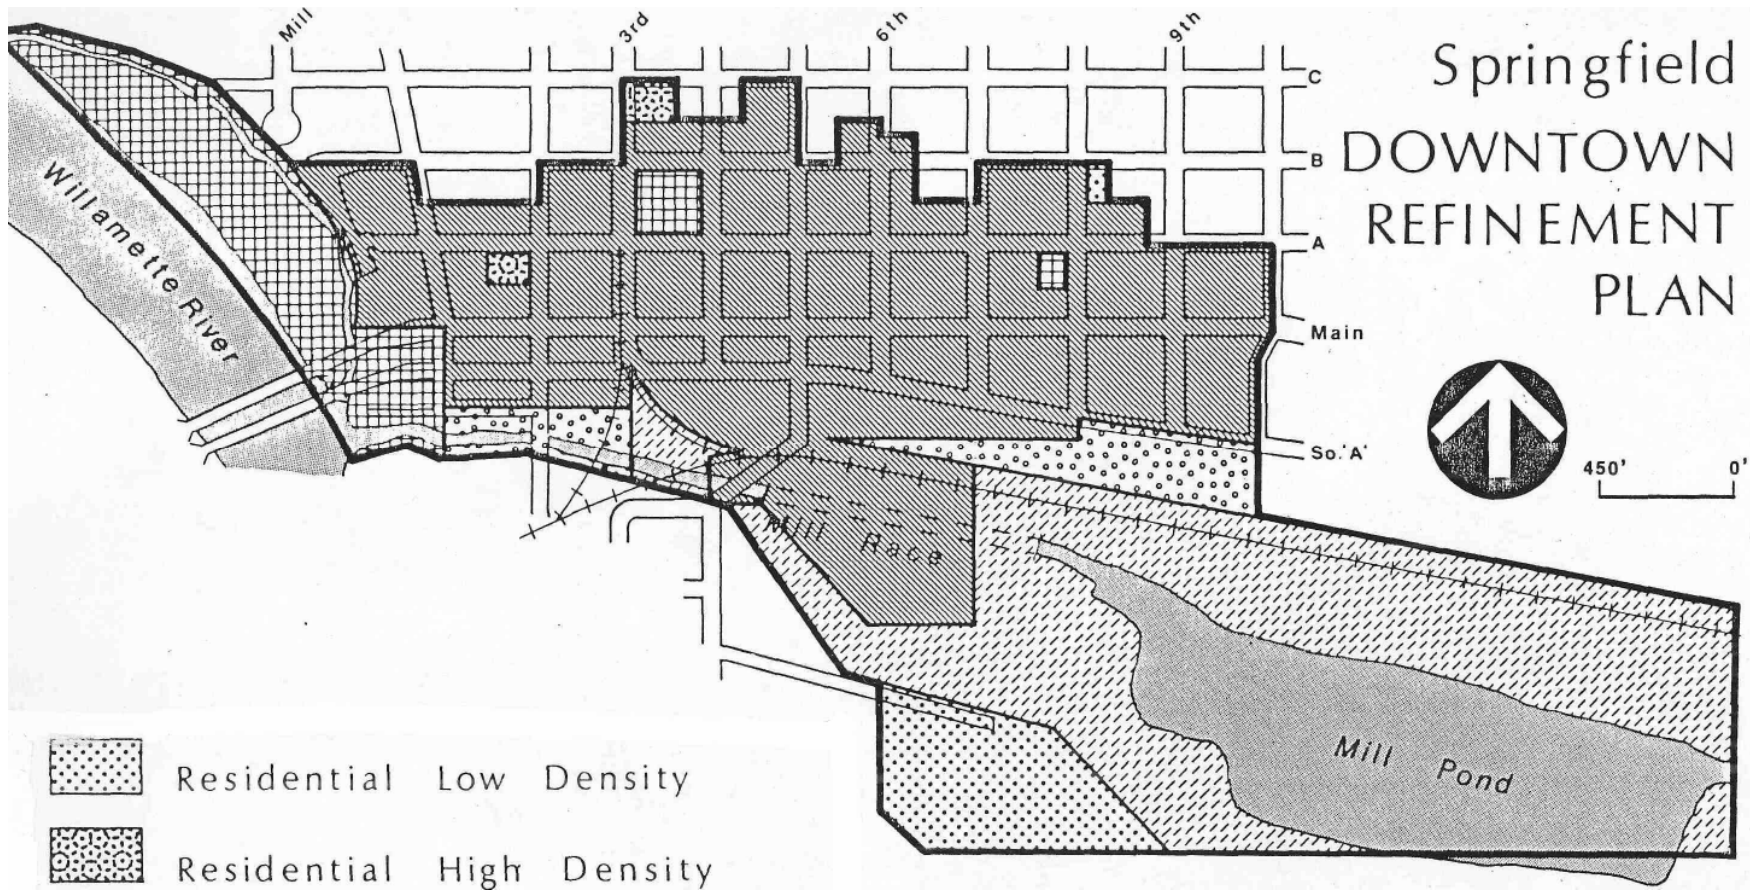 Mill
3rd
6th
9th
Springfield
DOWNTOWN
REFINEMENT
PLAN
C
B
A
Main
So.'A'
450' 0'
Willamette River
Mill Race
Mill Pond
Residential Low Density
Residential High Density